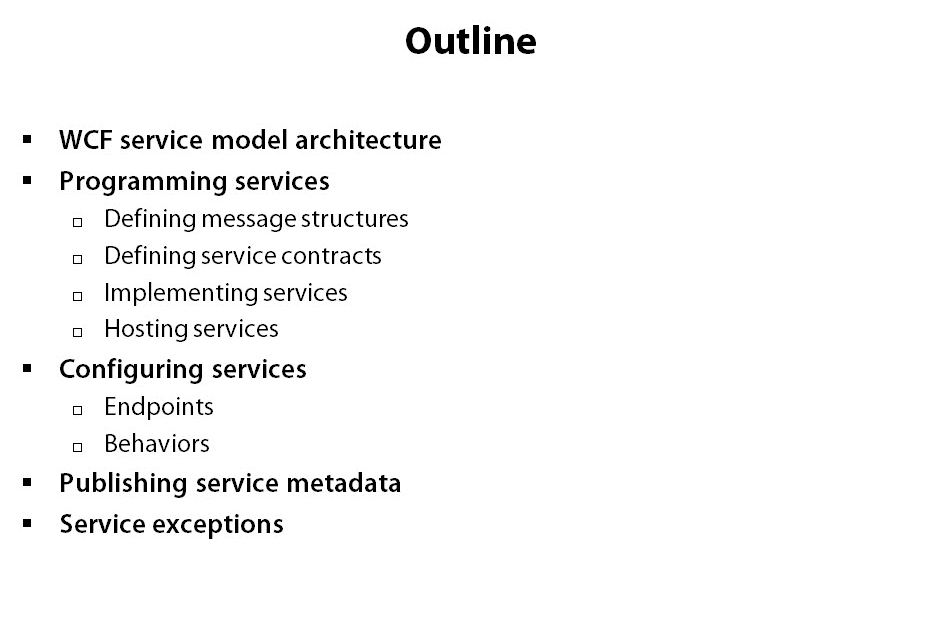 Outline
WCF service model architecture
Programming services
Defining message structures
Defining service contracts
Implementing services
Hosting services
Configuring services
Endpoints
Behaviors
Publishing service metadata
Service exceptions